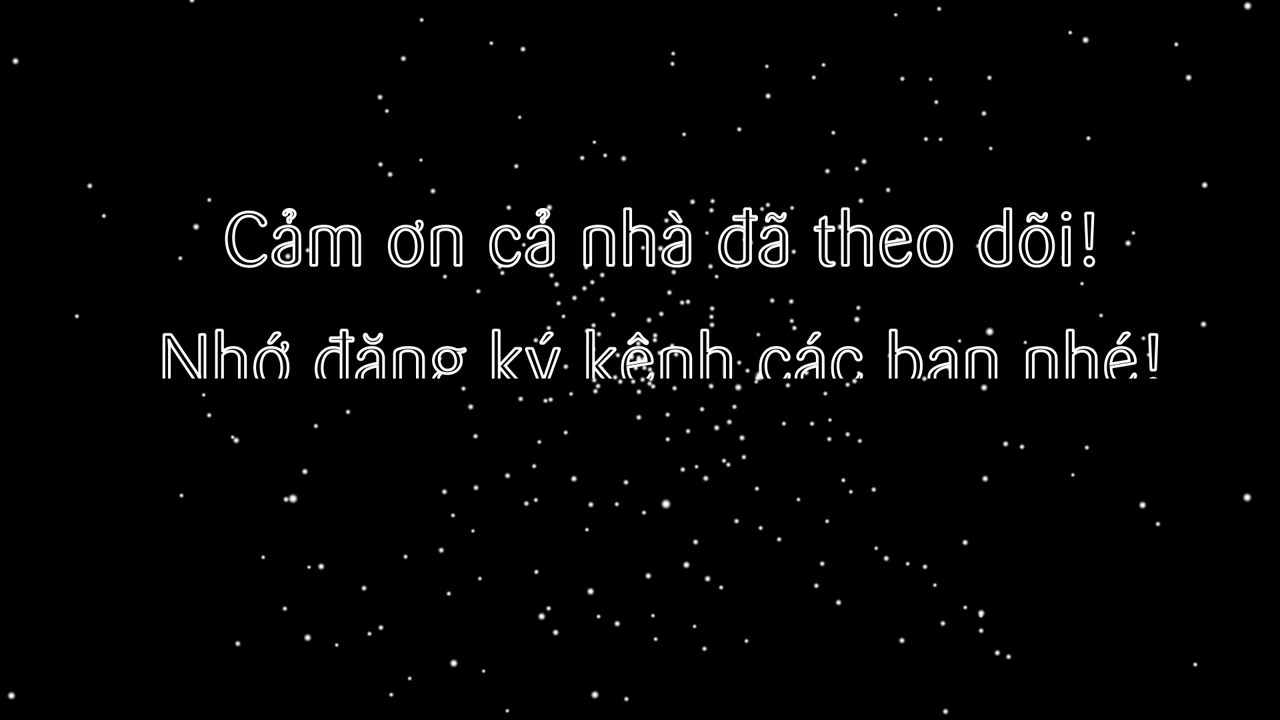 Cảm ơn cả nhà đã theo dõi!
Nhớ đăng ký kênh các bạn nhé!